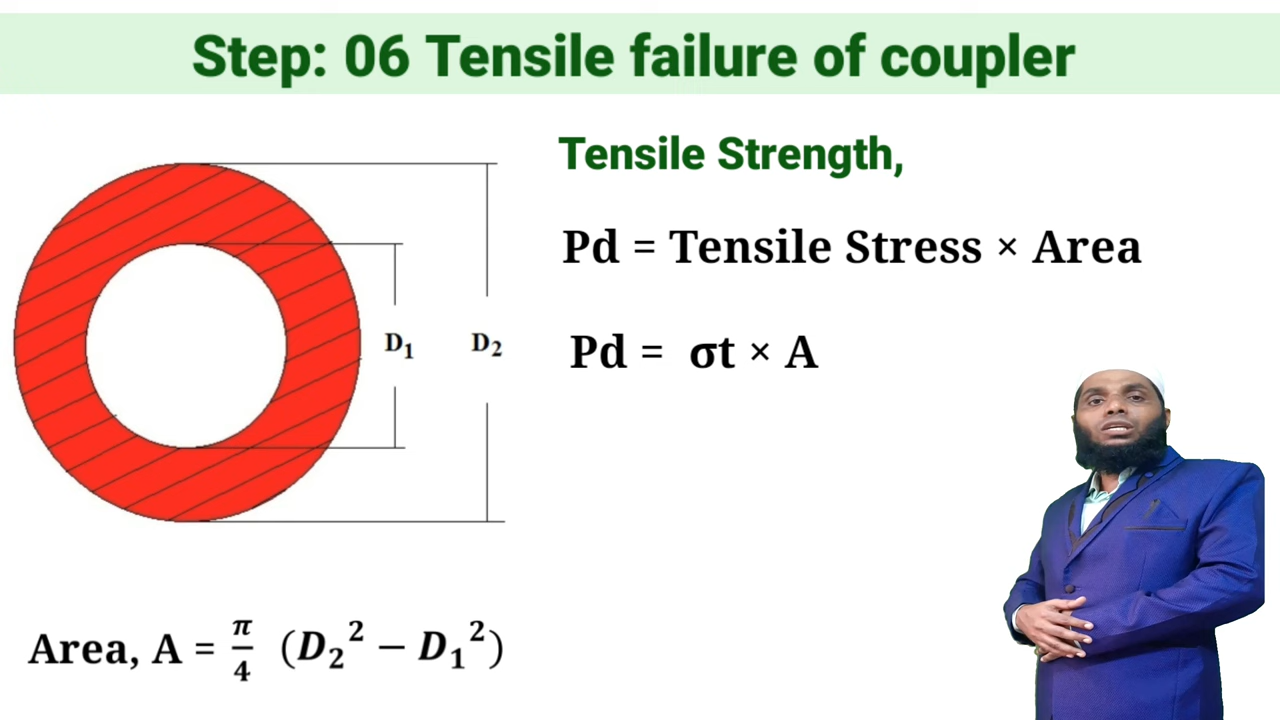 Step: 06 Tensile failure of coupler
Tensile Strength,
Pd = Tensile Stress × Area
Pd = σt × A
D₁
D₂
Area, A = π/4 (D₂² − D₁²)